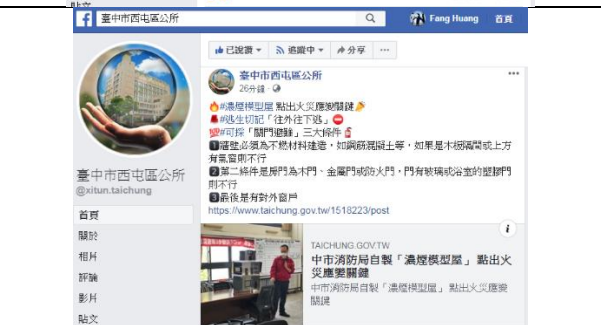 貼文
臺中市西屯區公所
Fang Huang 首頁
已說讚 追蹤中 分享 ...
臺中市西屯區公所
26分鐘
🔥#濃煙模型屋 點出火災應變關鍵
#逃生切記「往外往下逃」⛔
💯#可採「關門避難」三大條件
1️⃣牆壁必須為不燃材料建造，如鋼筋混凝土等，如果是木板隔間或上方
有氣窗則不行
2️⃣第二條件是房門為木門、金屬門或防火門，門有玻璃或浴室的塑膠門
則不行
3️⃣最後是有對外窗戶
https://www.taichung.gov.tw/1518223/post
臺中市西屯區公所
@xitun.taichung
首頁
關於
相片
評論
影片
貼文
TAICHUNG.GOV.TW
中市消防局自製「濃煙模型屋」 點出火
災應變關鍵
中市消防局自製「濃煙模型屋」 點出火災應變
關鍵